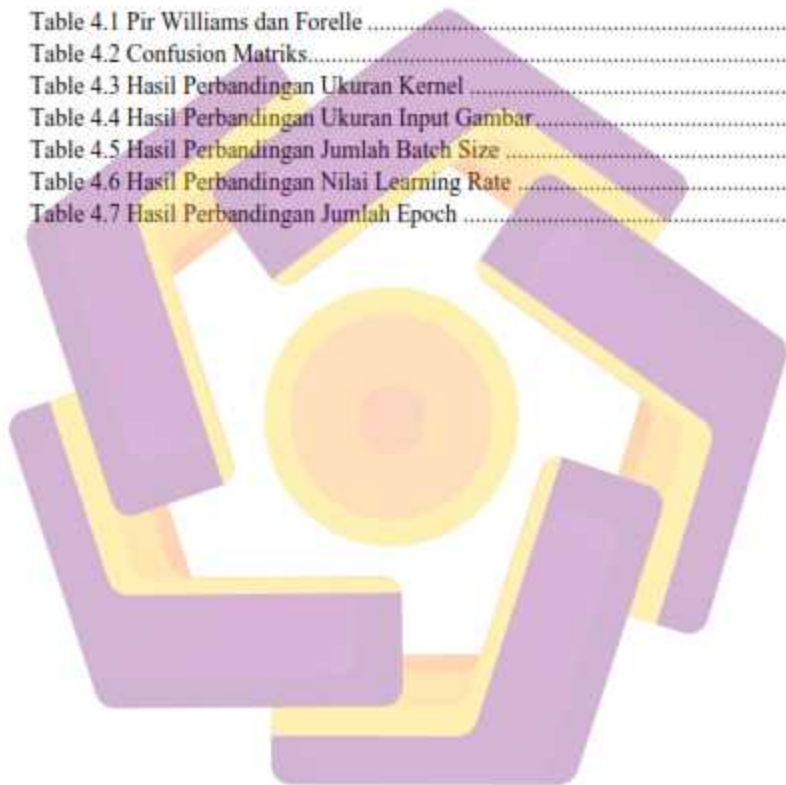 Table 4.1 Pir Williams dan Forelle ................................................................
Table 4.2 Confusion Matriks................................................................
Table 4.3 Hasil Perbandingan Ukuran Kernel ................................................................
Table 4.4 Hasil Perbandingan Ukuran Input Gambar................................................................
Table 4.5 Hasil Perbandingan Jumlah Batch Size ................................................................
Table 4.6 Hasil Perbandingan Nilai Learning Rate ................................................................
Table 4.7 Hasil Perbandingan Jumlah Epoch ................................................................